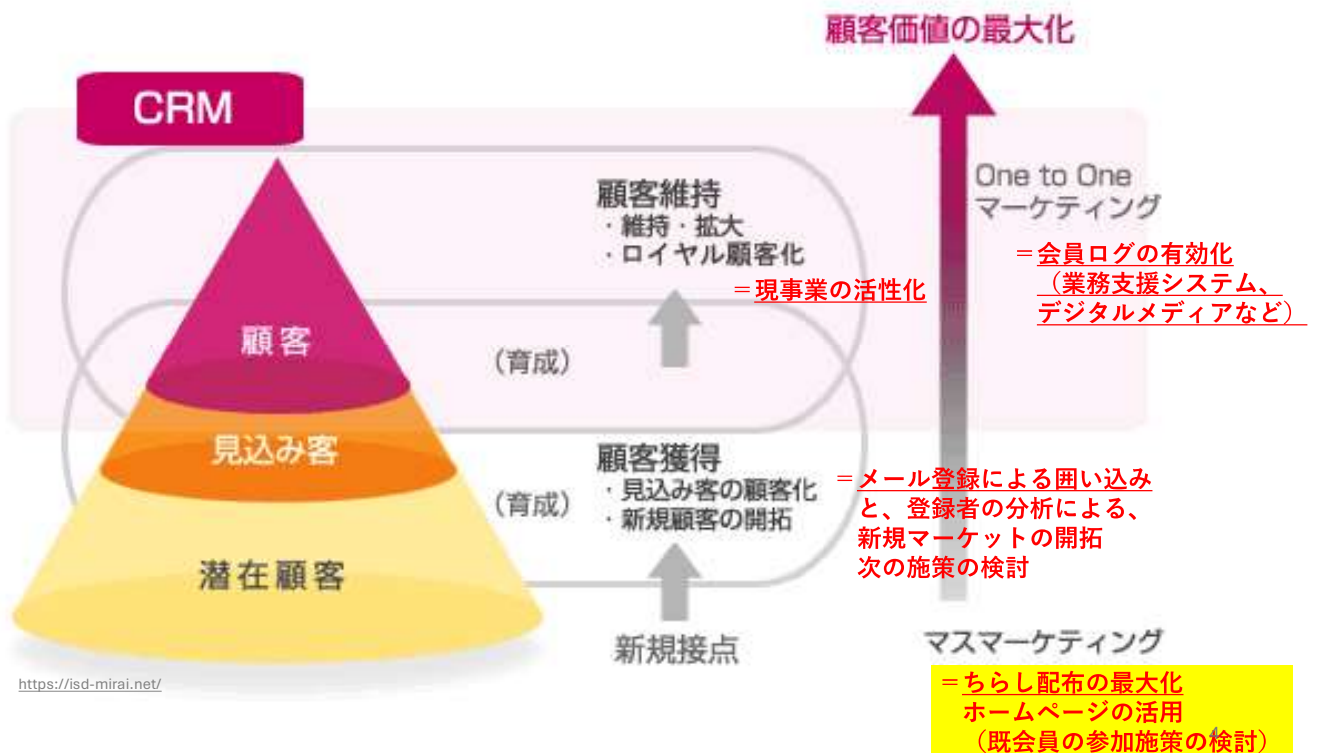 顧客価値の最大化
CRM
One to One
マーケティング
＝会員ログの有効化
（業務支援システム、
デジタルメディアなど）
顧客維持
・維持・拡大
・ロイヤル顧客化
＝現事業の活性化
顧客
（育成）
見込み客
顧客獲得
・見込み客の顧客化
・新規顧客の開拓
（育成）
＝メール登録による囲い込み
と、登録者の分析による、
新規マーケットの開拓
次の施策の検討
潜在顧客
新規接点
マスマーケティング
＝ちらし配布の最大化
ホームページの活用
（既会員の参加施策の検討）
https://isd-mirai.net/